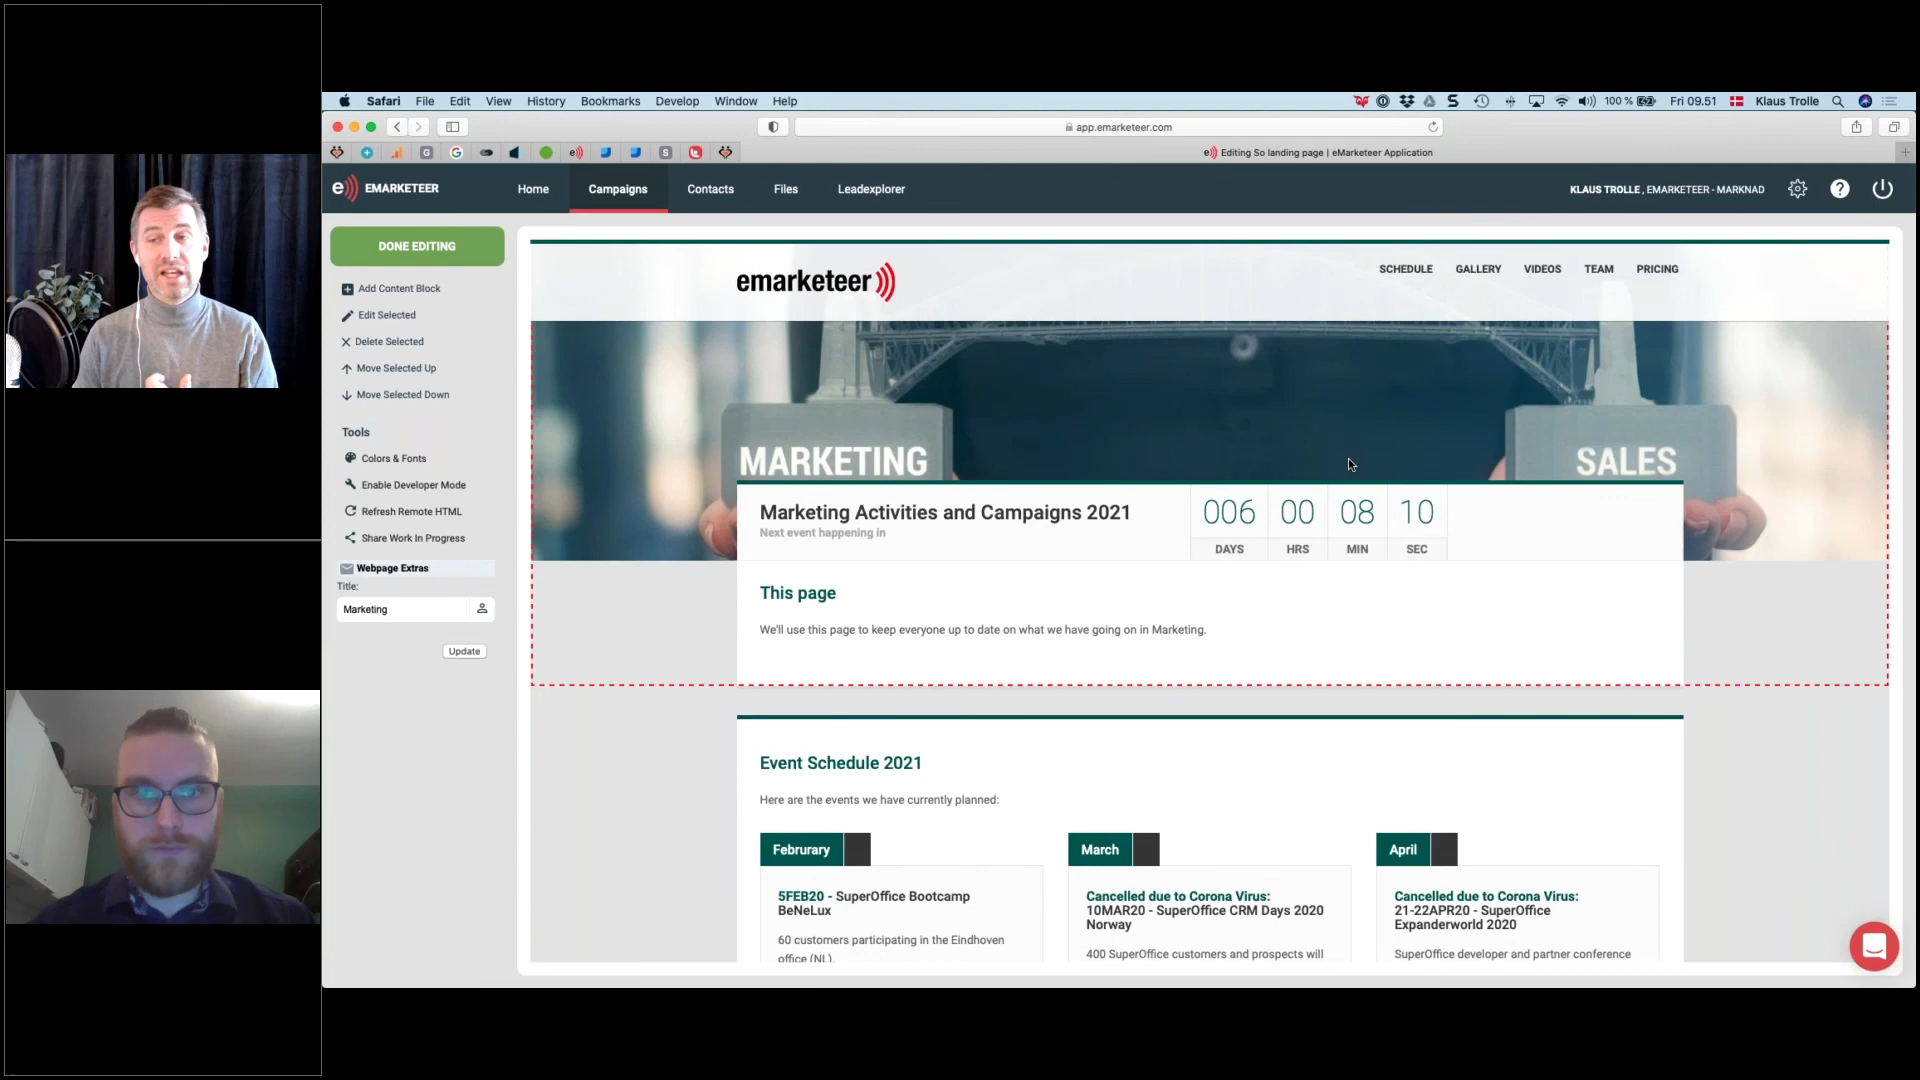 Safari File Edit View History Bookmarks Develop Window Help
100 % Fri 09.51 Klaus Trolle
app.emarketeer.com
e)) Editing So landing page | eMarketeer Application
e)) EMARKETEER Home Campaigns Contacts Files Leadexplorer KLAUS TROLLE , EMARKETEER - MARKNAD
DONE EDITING
Add Content Block
Edit Selected
Delete Selected
Move Selected Up
Move Selected Down
Tools
Colors & Fonts
Enable Developer Mode
Refresh Remote HTML
Share Work In Progress
Webpage Extras
Title:
Marketing
Update
emarketeer
SCHEDULE GALLERY VIDEOS TEAM PRICING
MARKETING
SALES
Marketing Activities and Campaigns 2021
Next event happening in
006 00 08 10
DAYS HRS MIN SEC
This page
We'll use this page to keep everyone up to date on what we have going on in Marketing.
Event Schedule 2021
Here are the events we have currently planned:
Februrary
5FEB20 - SuperOffice Bootcamp
BeNeLux
60 customers participating in the Eindhoven
office (NL).
March
Cancelled due to Corona Virus:
10MAR20 - SuperOffice CRM Days 2020
Norway
400 SuperOffice customers and prospects will
April
Cancelled due to Corona Virus:
21-22APR20 - SuperOffice
Expanderworld 2020
SuperOffice developer and partner conference